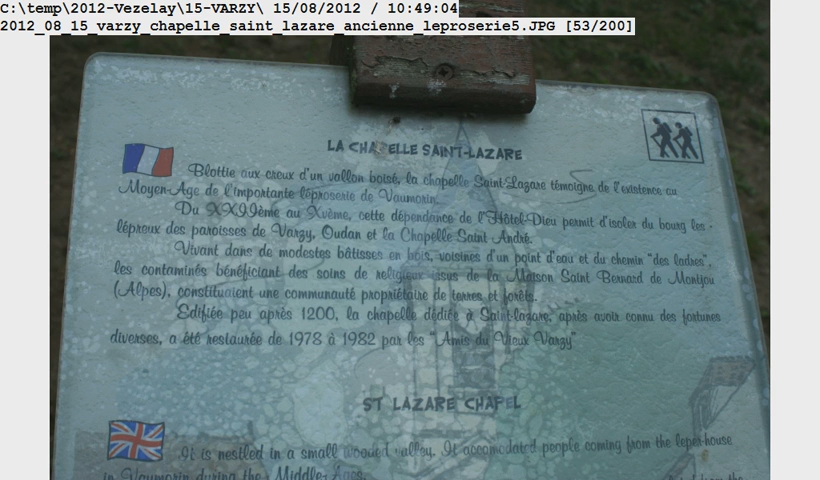 C:\temp\2012-Vezelay\15-VARZY\ 15/08/2012 / 10:49:04
2012_08_15_varzy_chapelle_saint_lazare_ancienne_leproserie5.JPG [53/200]
LA CHAPELLE SAINT-LAZARE
Blottie aux creux d'un vallon boisé, la chapelle Saint-Lazare témoigne de l'existence au
Moyen-Age de l'importante léproserie de Vaumorin.
Du XXIIème au Xvème, cette dépendance de l'Hôtel-Dieu permit d'isoler du bourg les
lépreux des paroisses de Varzy, Oudan et la Chapelle Saint André.
Vivant dans de modestes bâtisses en bois, voisines d'un point d'eau et du chemin "des ladres",
les contaminés bénéficiant des soins de religieux issus de la Maison Saint Bernard de Montjou
(Alpes), constituaient une communauté propriétaire de terres et forêts.
Edifiée peu après 1200, la chapelle dédiée à Saint-lazare, après avoir connu des fortunes
diverses, a été restaurée de 1978 à 1982 par les "Amis du Vieux Varzy"
ST LAZARE CHAPEL
It is nestled in a small wooded valley. It accomodated people coming from the leper-house
in Vaumorin during the Middle-Ages.